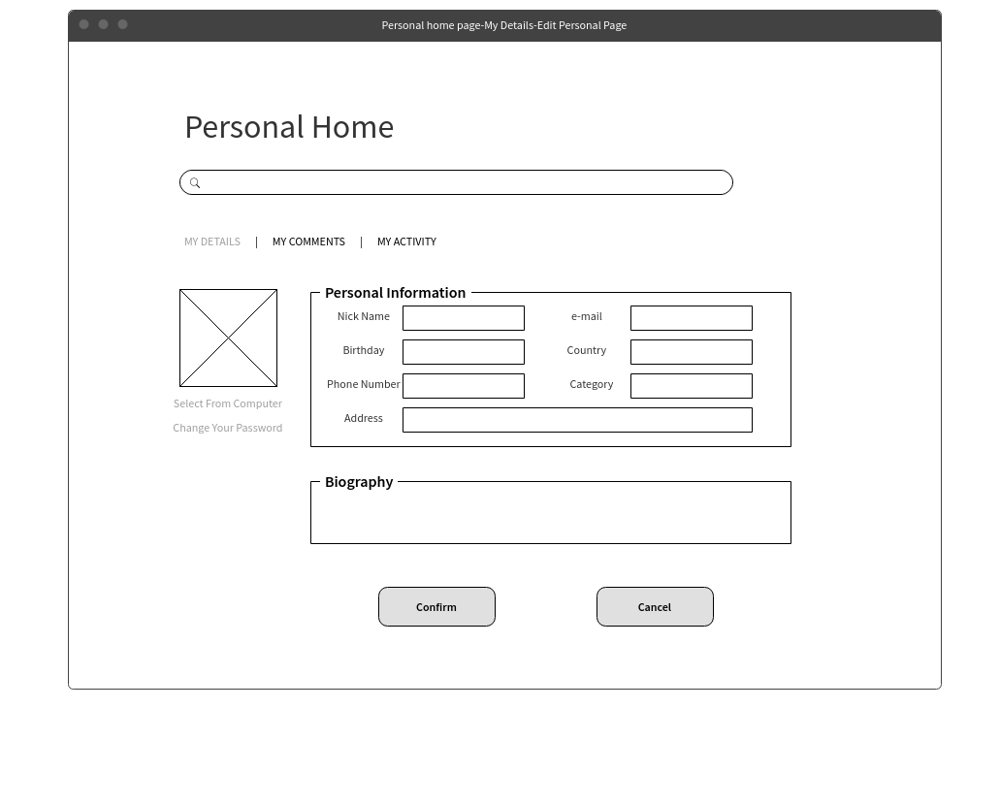 Personal home page-My Details-Edit Personal Page
Personal Home
MY DETAILS | MY COMMENTS | MY ACTIVITY
Personal Information
Nick Name e-mail
Birthday Country
Phone Number Category
Address
Select From Computer
Change Your Password
Biography
Confirm Cancel